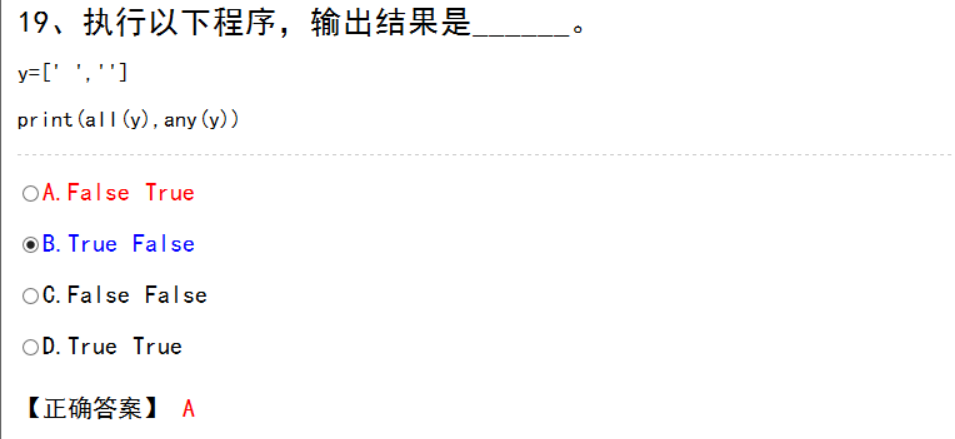 19、执行以下程序，输出结果是______。
y=[' ','']
print(all(y),any(y))
A.False True
B.True False
C.False False
D.True True
【正确答案】 A